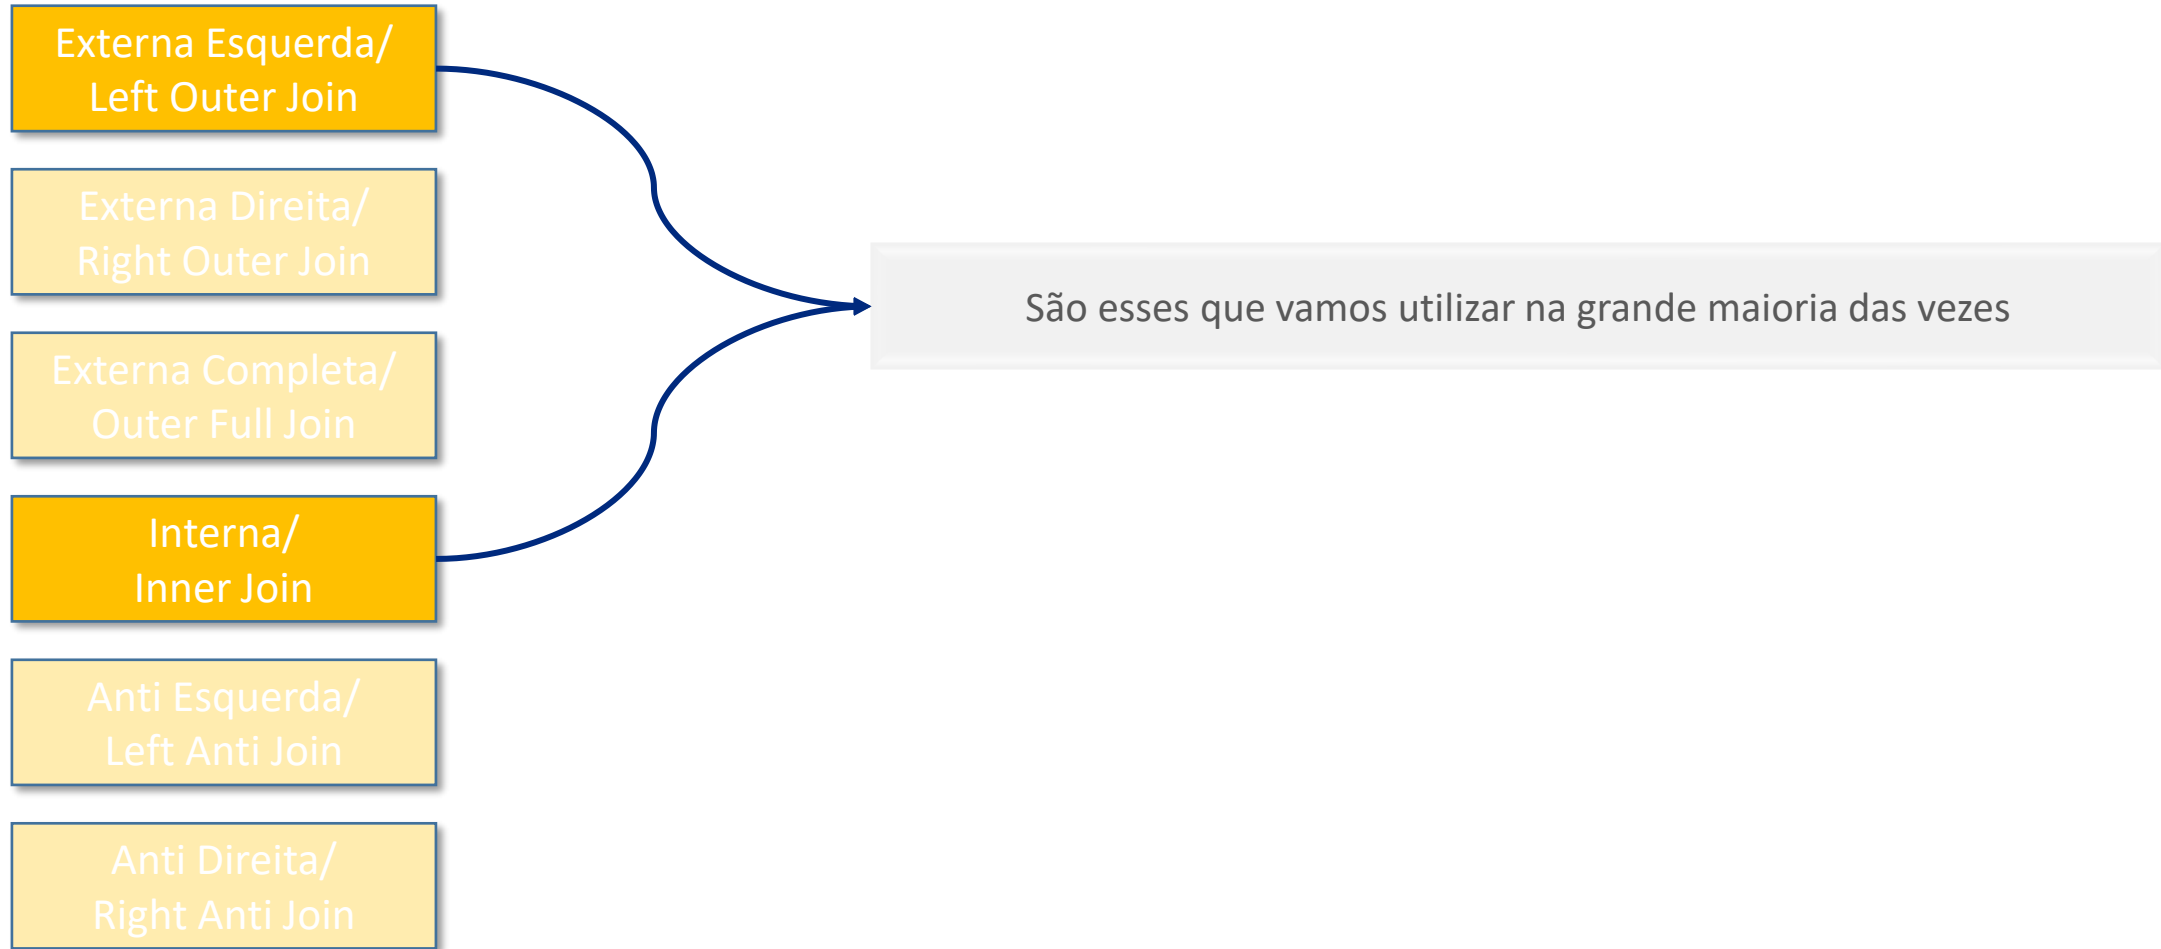 Externa Esquerda/
Left Outer Join
Externa Direita/
Right Outer Join
Externa Completa/
Outer Full Join
Interna/
Inner Join
Anti Esquerda/
Left Anti Join
Anti Direita/
Right Anti Join
São esses que vamos utilizar na grande maioria das vezes